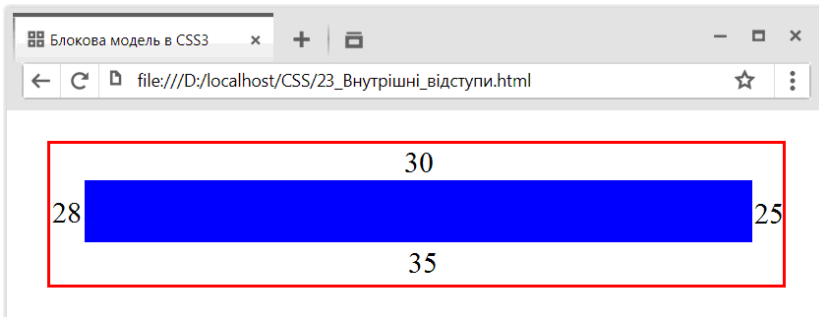 Блокова модель в CSS3
file:///D:/localhost/CSS/23_Внутрішні_відступи.html
30
28
25
35